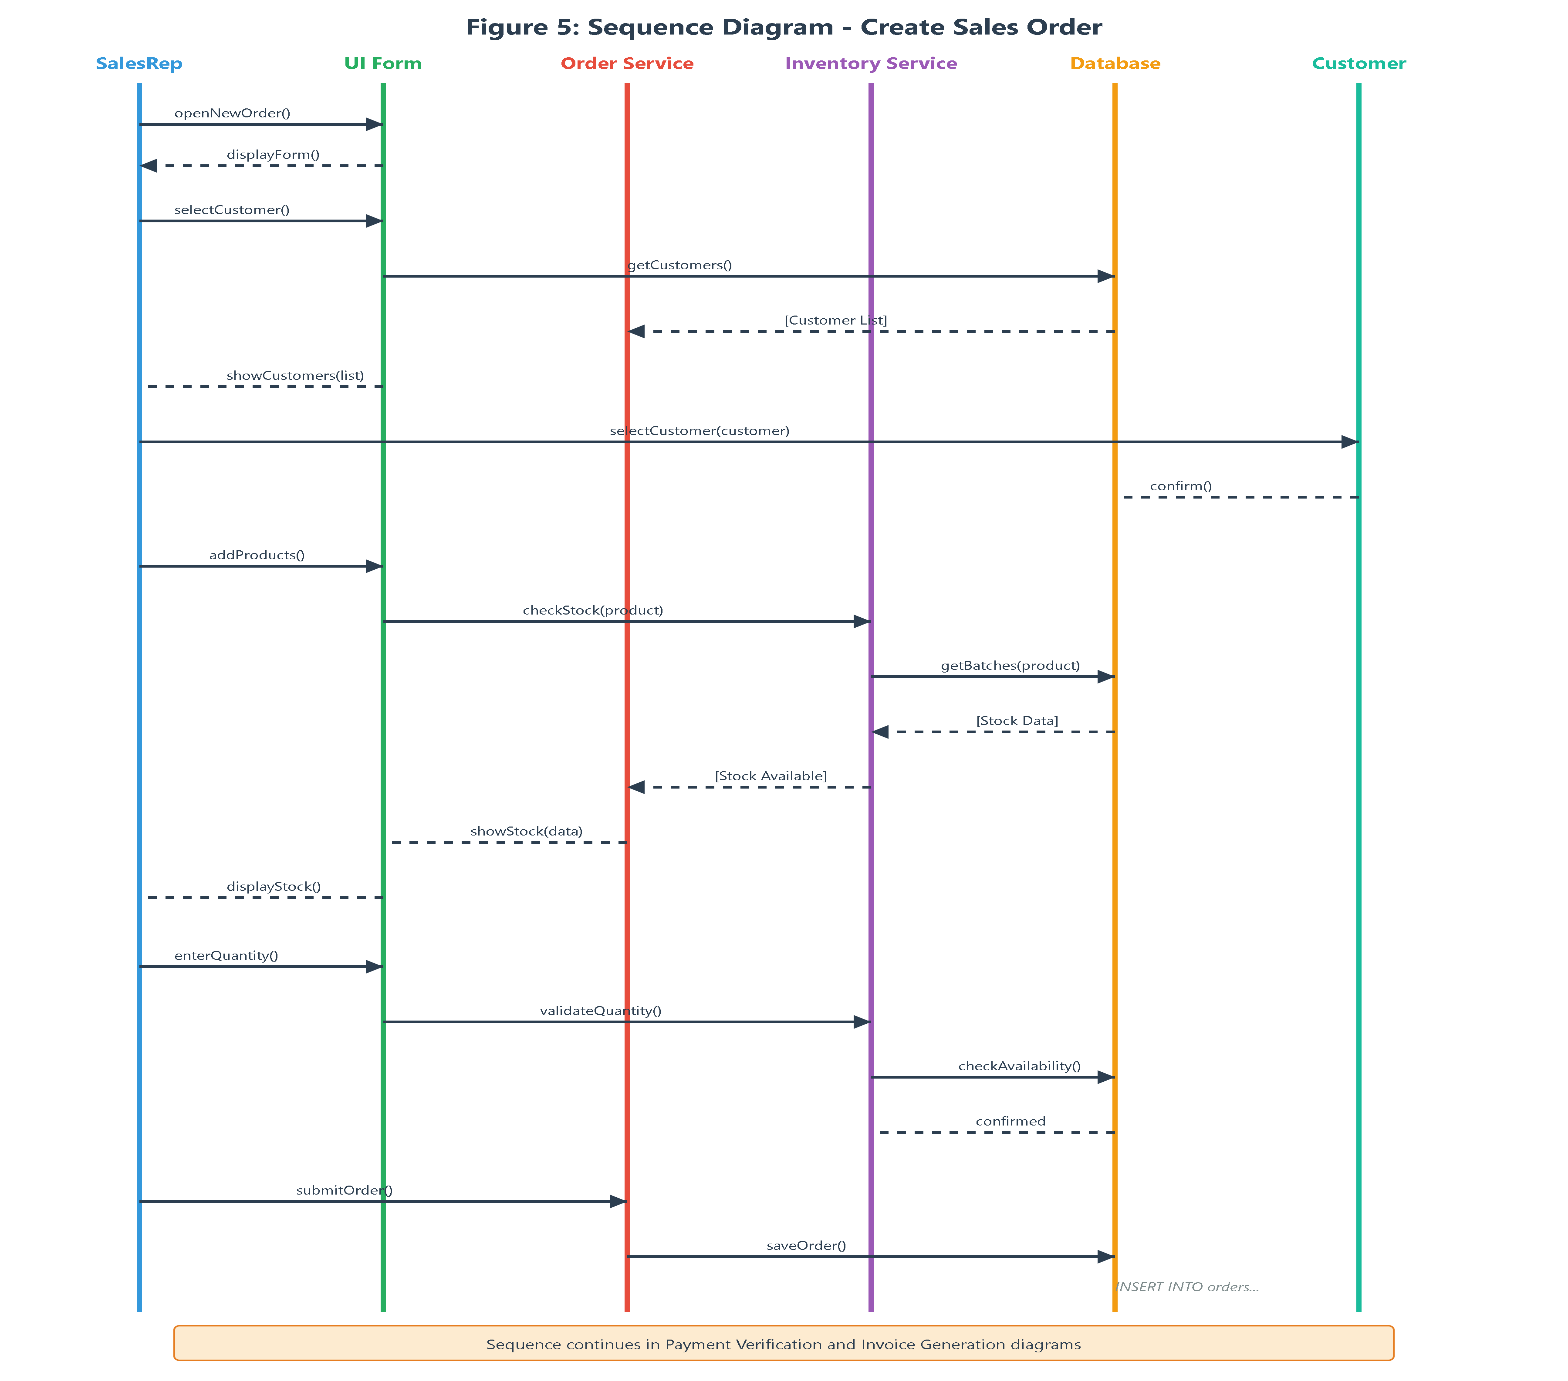 Figure 5: Sequence Diagram - Create Sales Order
SalesRep UI Form Order Service Inventory Service Database Customer
openNewOrder()
displayForm()
selectCustomer()
getCustomers()
[Customer List]
showCustomers(list)
selectCustomer(customer)
confirm()
addProducts()
checkStock(product)
getBatches(product)
[Stock Data]
[Stock Available]
showStock(data)
displayStock()
enterQuantity()
validateQuantity()
checkAvailability()
confirmed
submitOrder()
saveOrder()
INSERT INTO orders...
Sequence continues in Payment Verification and Invoice Generation diagrams